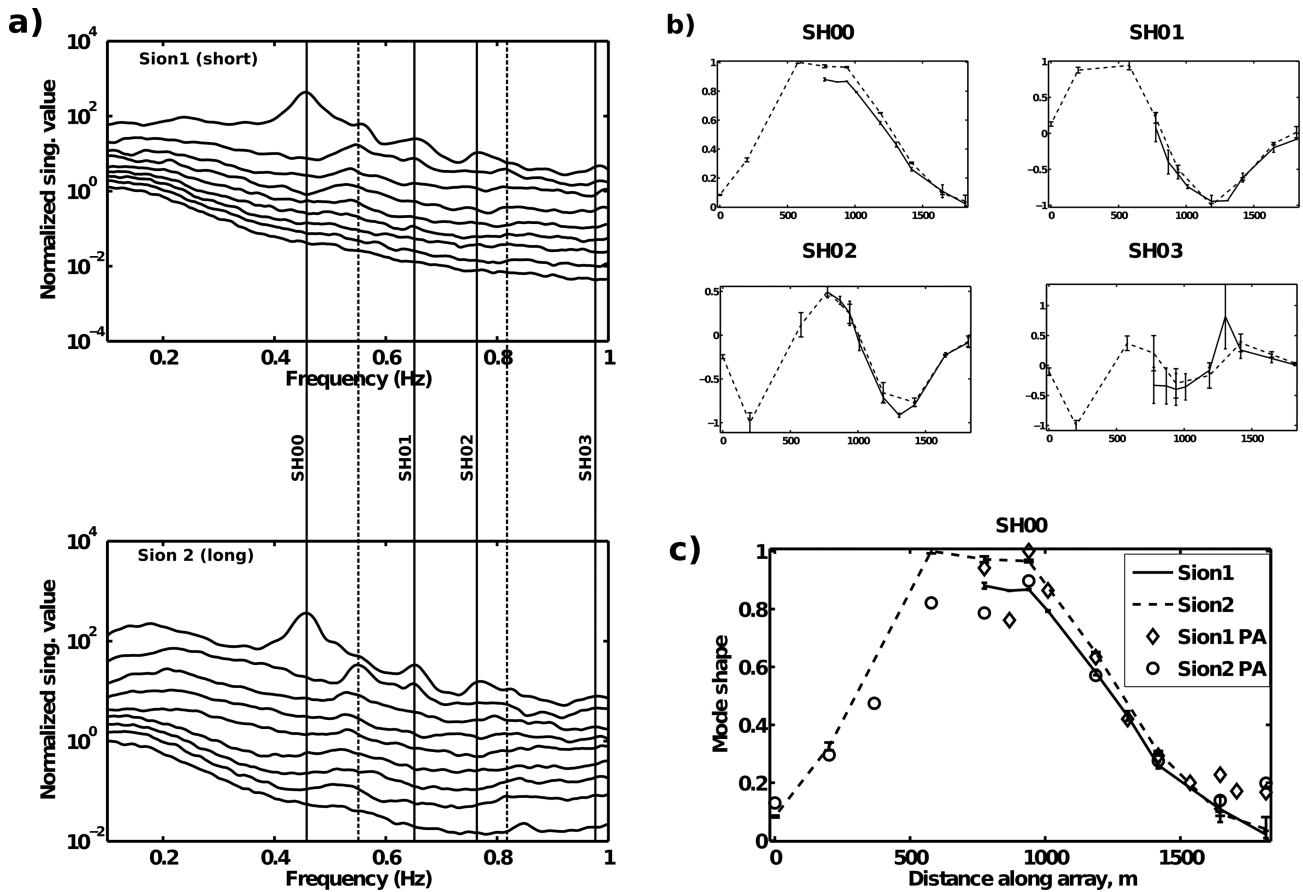 a)
Sion1 (short)
Normalized sing. value
10^4
10^2
10^0
10^-2
10^-4
0.2 0.4 0.6 0.8 1
Frequency (Hz)
SH00
SH01
SH02
SH03
Sion 2 (long)
Normalized sing. value
10^4
10^2
10^0
10^-2
0.2 0.4 0.6 0.8 1
Frequency (Hz)
b)
SH00
1
0.8
0.6
0.4
0.2
0
0 500 1000 1500
SH01
1
0.5
0
−0.5
−1
0 500 1000 1500
SH02
0.5
0
−0.5
−1
0 500 1000 1500
SH03
1
0.5
0
−0.5
−1
0 500 1000 1500
c)
SH00
Mode shape
1
0.8
0.6
0.4
0.2
0
0 500 1000 1500
Distance along array, m
Sion1
Sion2
Sion1 PA
Sion2 PA